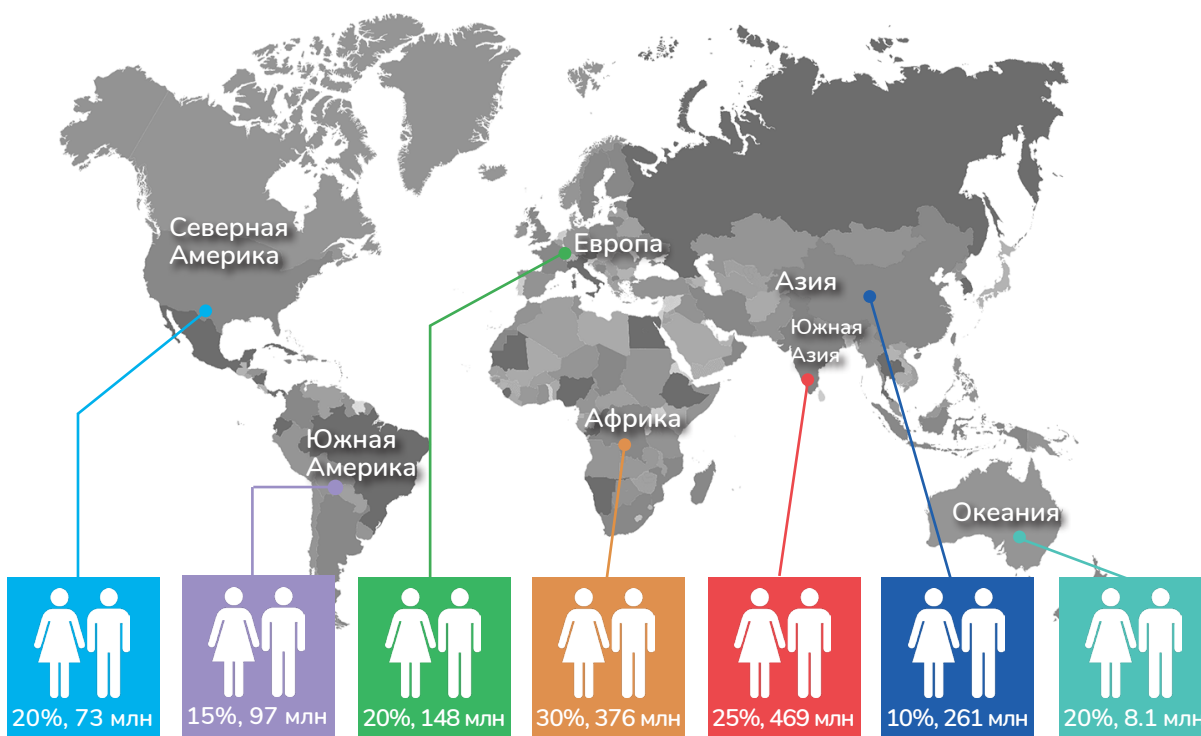 Северная
Америка
Европа
Азия
Южная
Азия
Африка
Южная
Америка
Океания
20%, 73 млн
15%, 97 млн
20%, 148 млн
30%, 376 млн
25%, 469 млн
10%, 261 млн
20%, 8.1 млн